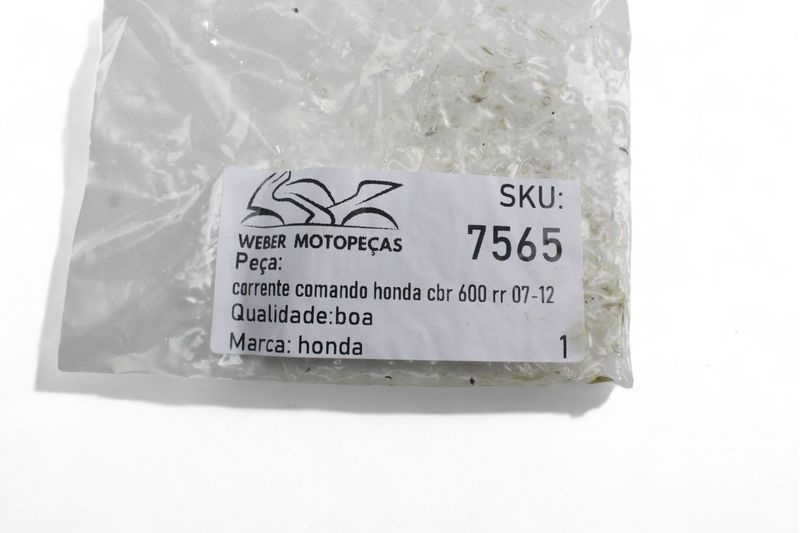 SKU:
WEBER MOTOPEÇAS
7565
Peça:
corrente comando honda cbr 600 rr 07-12
Qualidade:boa
Marca: honda
1